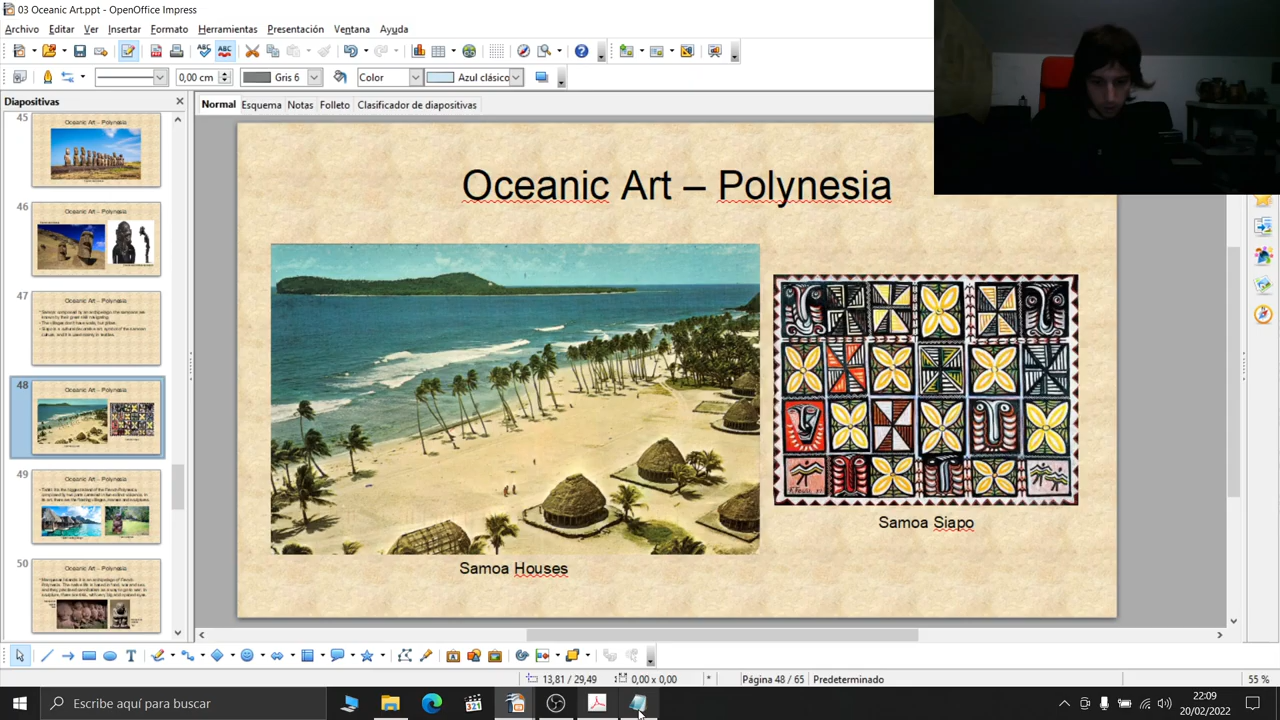 03 Oceanic Art.ppt - OpenOffice Impress
Archivo Editar Ver Insertar Formato Herramientas Presentación Ventana Ayuda
0,00 cm Gris 6 Color Azul clásico
Diapositivas
Normal Esquema Notas Folleto Clasificador de diapositivas
45
Oceanic Art – Polynesia
46
Oceanic Art – Polynesia
47
Oceanic Art – Polynesia
48
Oceanic Art – Polynesia
49
Oceanic Art – Polynesia
50
Oceanic Art – Polynesia
Oceanic Art – Polynesia
Samoa Siapo
Samoa Houses
13,81 / 29,49 0,00 x 0,00 * Página 48 / 65 Predeterminado 55 %
Escribe aquí para buscar
321
22:09
20/02/2022